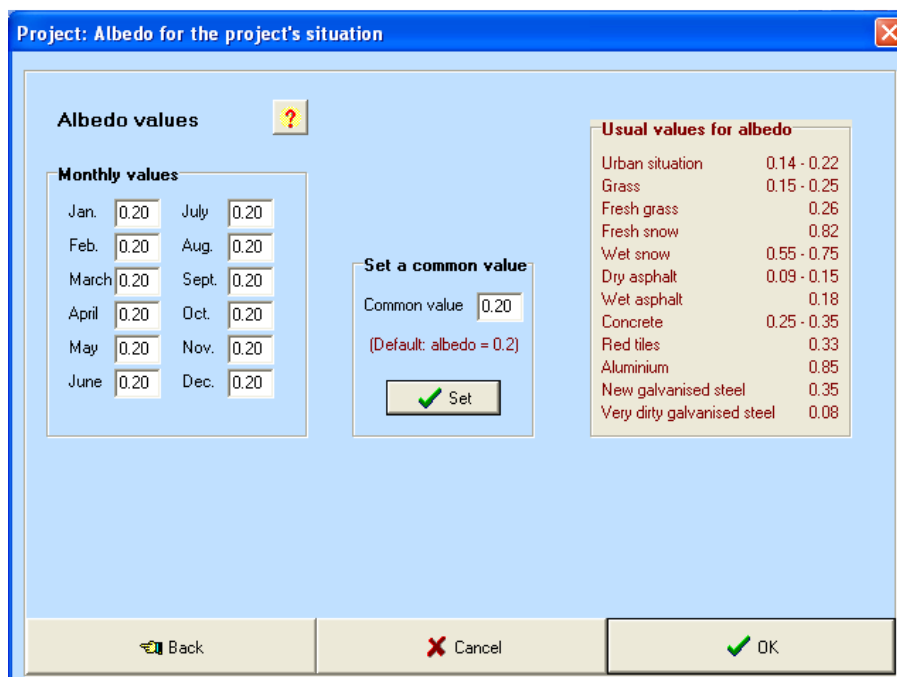 Project: Albedo for the project's situation
Albedo values ?
Monthly values
Jan. 0.20 July 0.20
Feb. 0.20 Aug. 0.20
March 0.20 Sept. 0.20
April 0.20 Oct. 0.20
May 0.20 Nov. 0.20
June 0.20 Dec. 0.20
Set a common value
Common value 0.20
(Default: albedo = 0.2)
Set
Usual values for albedo
Urban situation 0.14 - 0.22
Grass 0.15 - 0.25
Fresh grass 0.26
Fresh snow 0.82
Wet snow 0.55 - 0.75
Dry asphalt 0.09 - 0.15
Wet asphalt 0.18
Concrete 0.25 - 0.35
Red tiles 0.33
Aluminium 0.85
New galvanised steel 0.35
Very dirty galvanised steel 0.08
Back Cancel OK